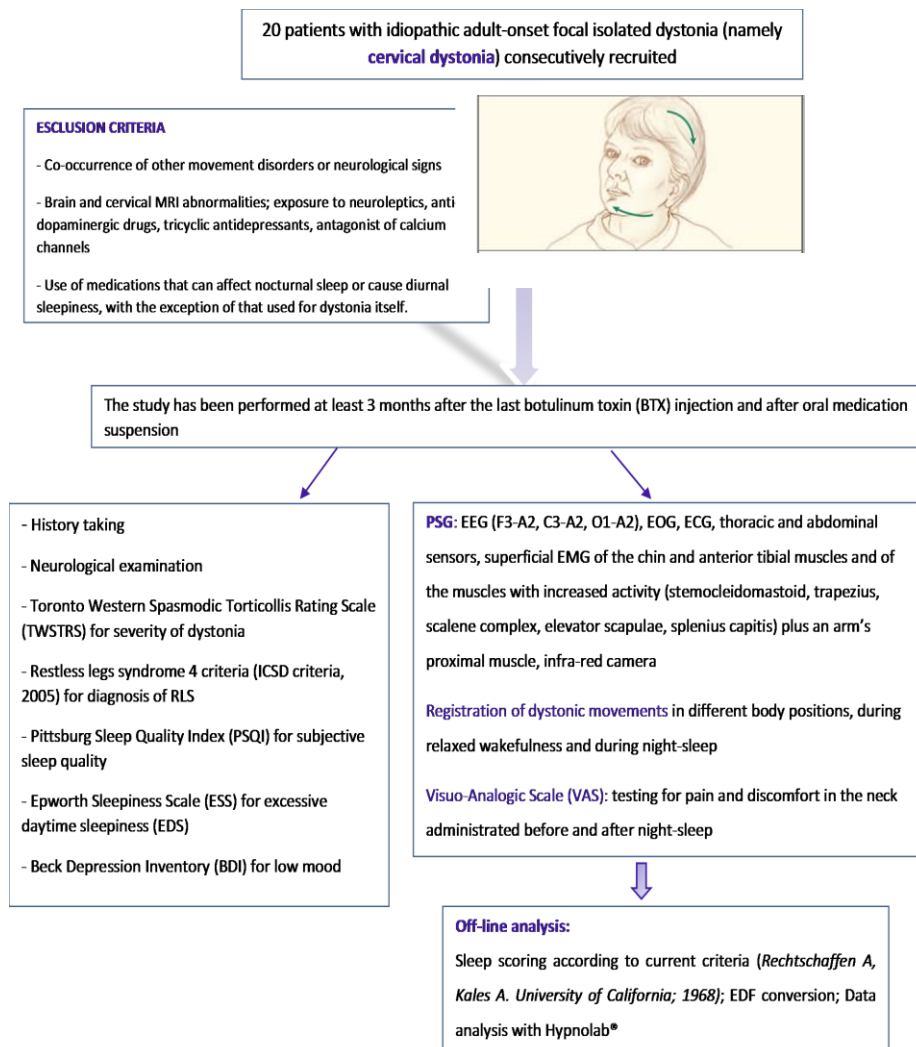 20 patients with idiopathic adult-onset focal isolated dystonia (namely
cervical dystonia) consecutively recruited
ESCLUSION CRITERIA
- Co-occurrence of other movement disorders or neurological signs
- Brain and cervical MRI abnormalities; exposure to neuroleptics, anti
dopaminergic drugs, tricyclic antidepressants, antagonist of calcium
channels
- Use of medications that can affect nocturnal sleep or cause diurnal
sleepiness, with the exception of that used for dystonia itself.
The study has been performed at least 3 months after the last botulinum toxin (BTX) injection and after oral medication
suspension
- History taking
- Neurological examination
- Toronto Western Spasmodic Torticollis Rating Scale
(TWSTRS) for severity of dystonia
- Restless legs syndrome 4 criteria (ICSD criteria,
2005) for diagnosis of RLS
- Pittsburg Sleep Quality Index (PSQI) for subjective
sleep quality
- Epworth Sleepiness Scale (ESS) for excessive
daytime sleepiness (EDS)
- Beck Depression Inventory (BDI) for low mood
PSG: EEG (F3-A2, C3-A2, O1-A2), EOG, ECG, thoracic and abdominal
sensors, superficial EMG of the chin and anterior tibial muscles and of
the muscles with increased activity (stemocleidomastoid, trapezius,
scalene complex, elevator scapulae, splenius capitis) plus an arm's
proximal muscle, infra-red camera
Registration of dystonic movements in different body positions, during
relaxed wakefulness and during night-sleep
Visuo-Analogic Scale (VAS): testing for pain and discomfort in the neck
administrated before and after night-sleep
Off-line analysis:
Sleep scoring according to current criteria (Rechtschaffen A,
Kales A. University of California; 1968); EDF conversion; Data
analysis with Hypnolab®